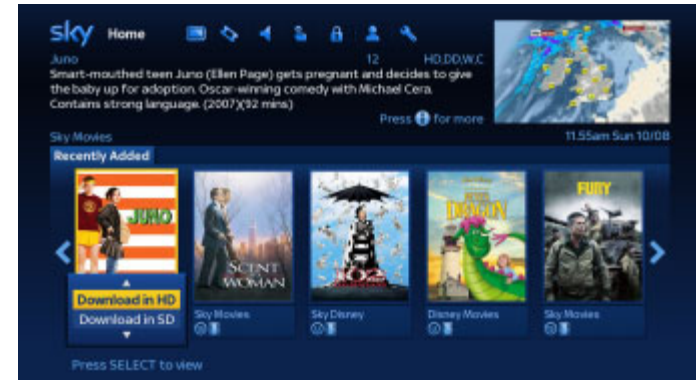 sky Home
Juno 12 HD,DD,W,C
Smart-mouthed teen Juno (Ellen Page) gets pregnant and decides to give
the baby up for adoption. Oscar-winning comedy with Michael Cera.
Contains strong language. (2007)(92 mins)
Press i for more
Sky Movies 11.55am Sun 10/08
Recently Added
JUNO
SCENT
WOMAN
102
DRAGON
FURY
Download in HD
Download in SD
Sky Movies Sky Disney Disney Movies Sky Movies
Press SELECT to view